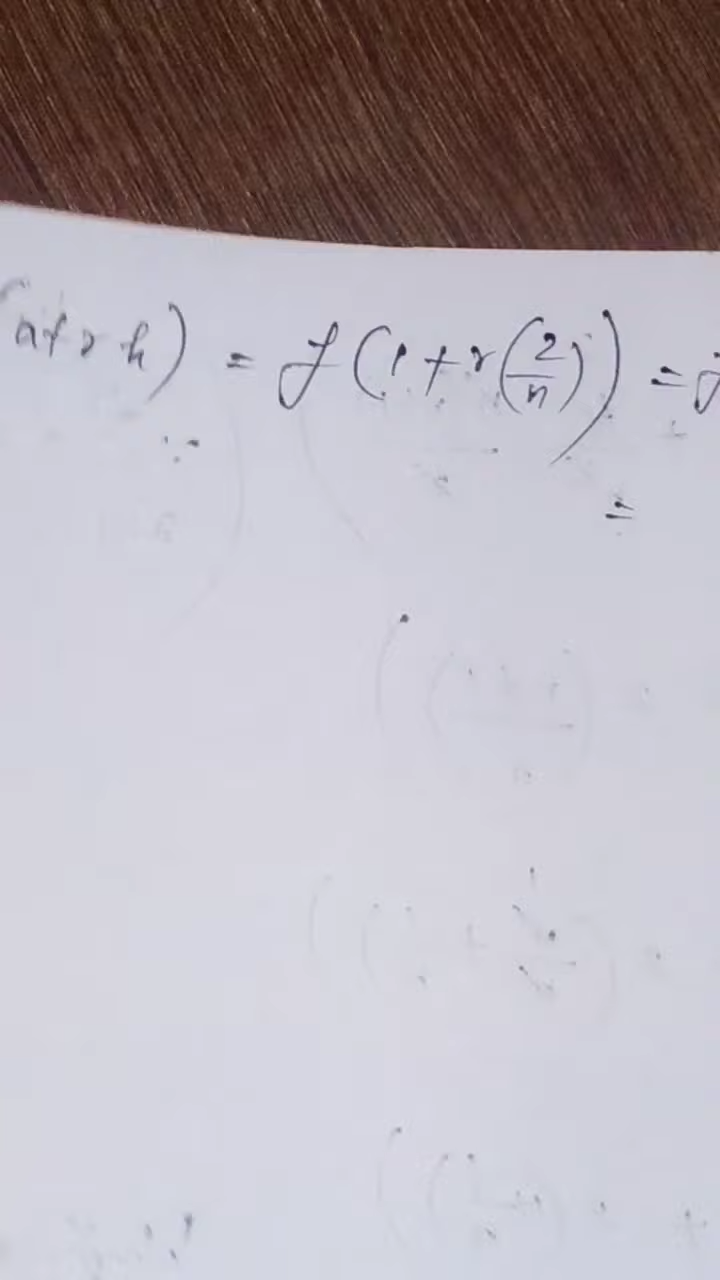 (a+rh) = f(1+r(2/n)) = f
=